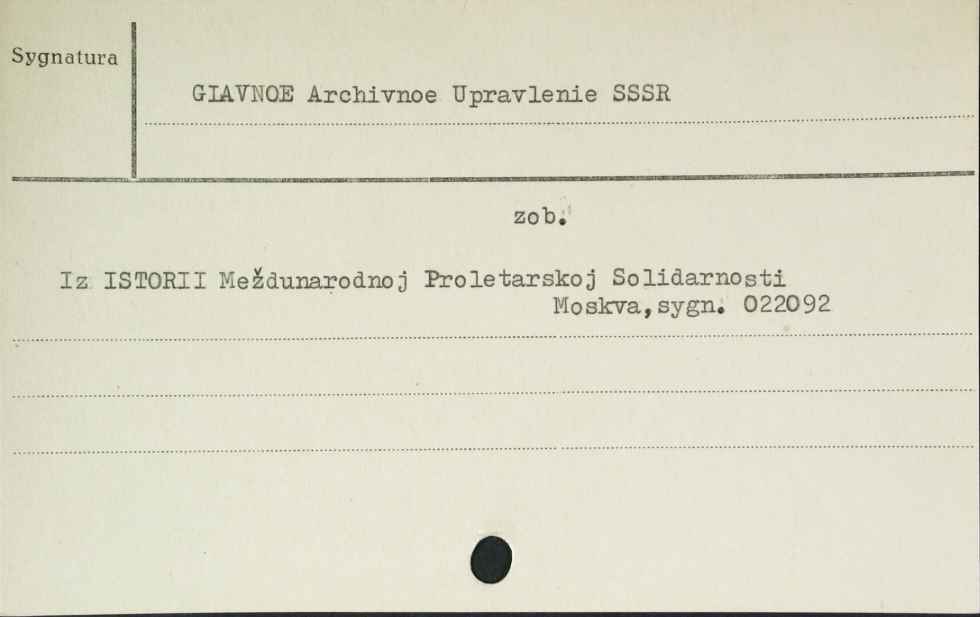 Sygnatura
GIAVNOE Archivnoe Upravlenie SSSR
zob.
Iz ISTORII Meždunarodnoj Proletarskoj Solidarnosti
Moskva,sygn. 022092